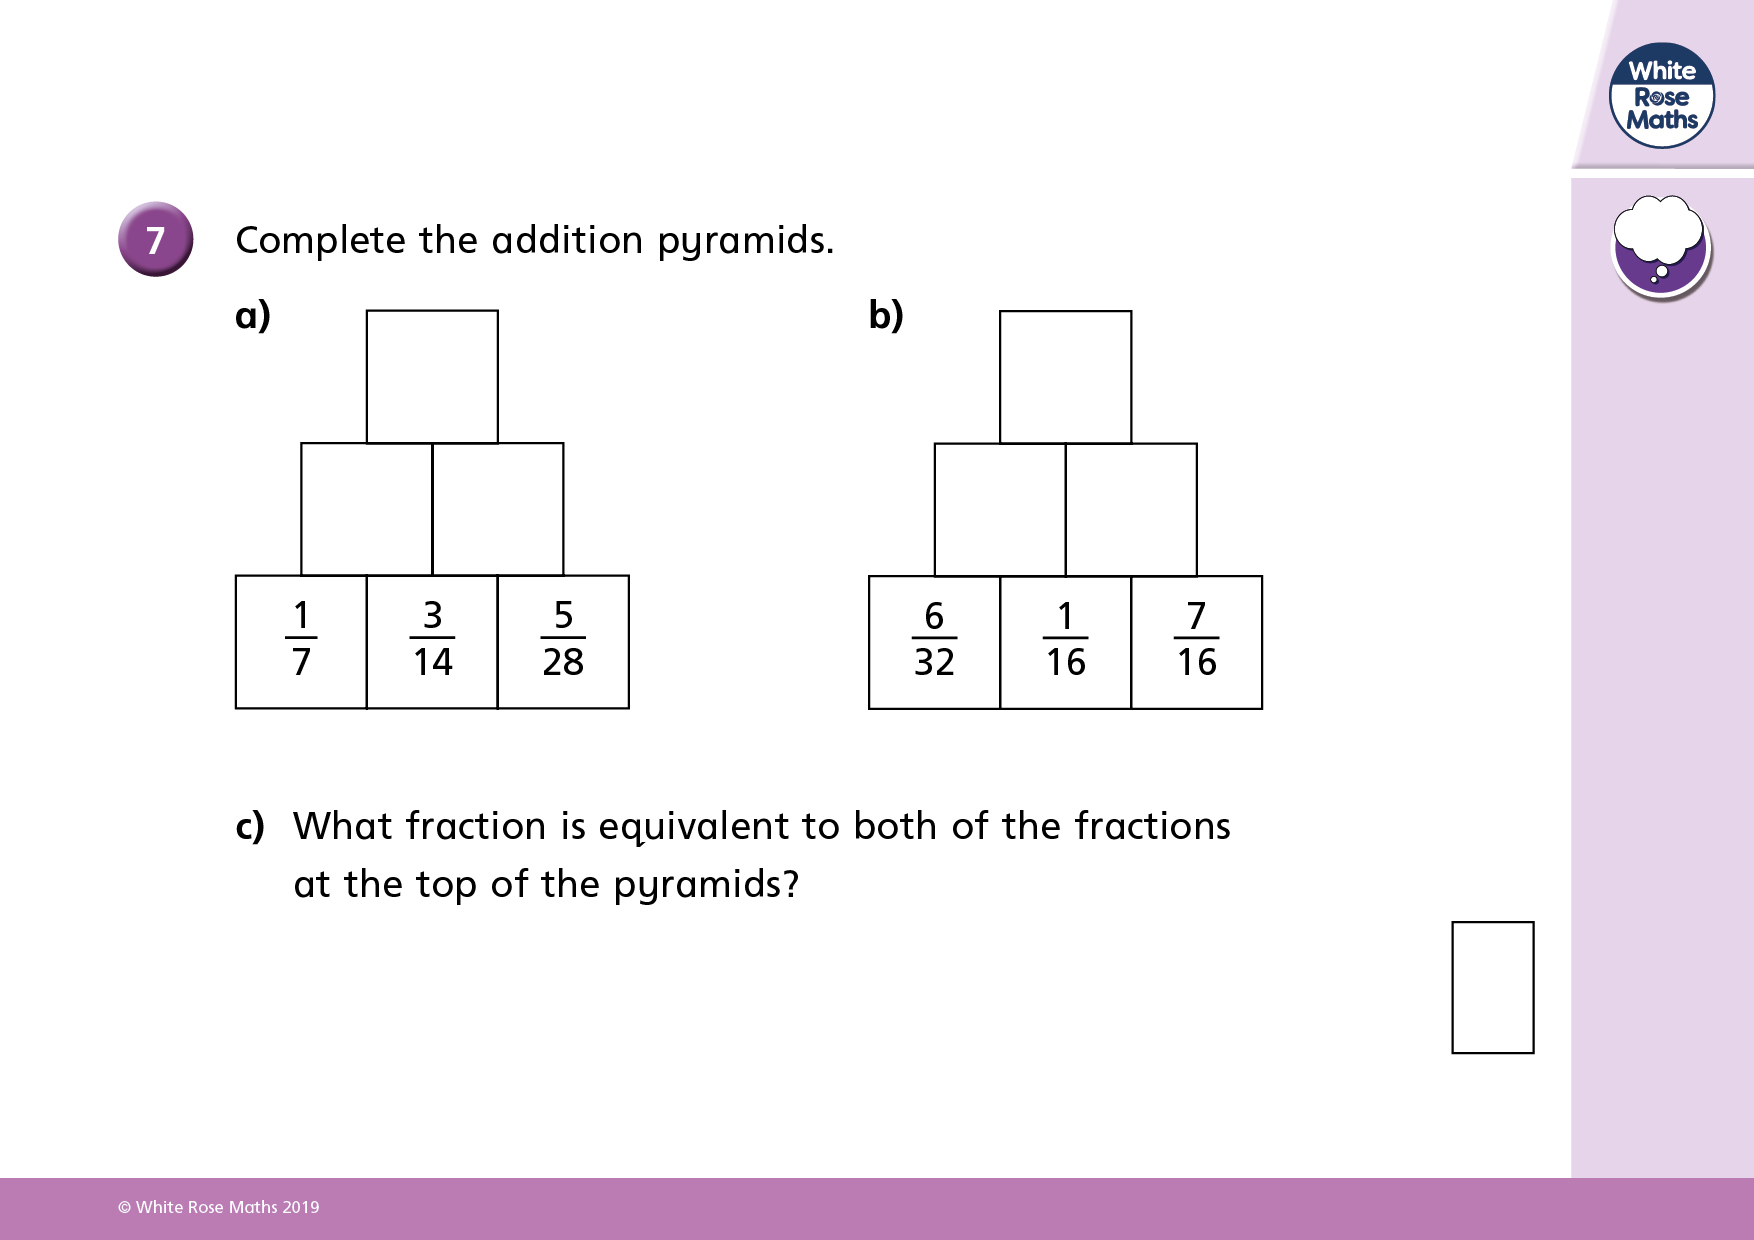 White
Rose
Maths
7 Complete the addition pyramids.
a) b)
1/7 3/14 5/28 6/32 1/16 7/16
c) What fraction is equivalent to both of the fractions
at the top of the pyramids?
© White Rose Maths 2019